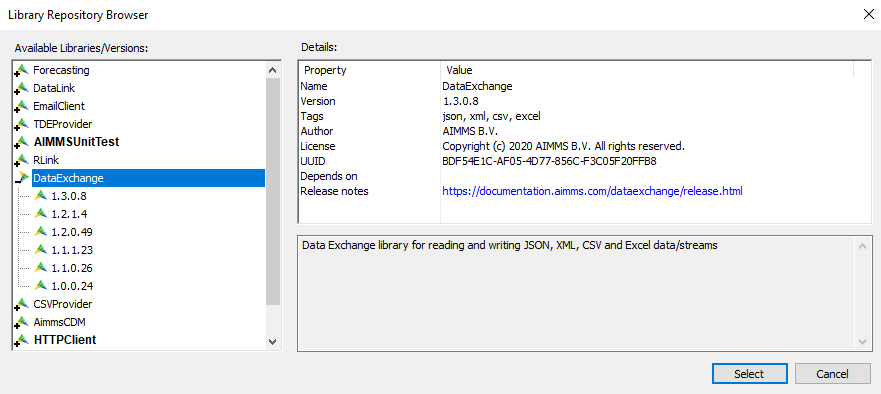 Library Repository Browser
Available Libraries/Versions:
Forecasting
DataLink
EmailClient
TDEProvider
AIMMSUnitTest
RLink
DataExchange
1.3.0.8
1.2.1.4
1.2.0.49
1.1.1.23
1.1.0.26
1.0.0.24
CSVProvider
AimmsCDM
HTTPClient
Details:
Property Value
Name DataExchange
Version 1.3.0.8
Tags json, xml, csv, excel
Author AIMMS B.V.
License Copyright (c) 2020 AIMMS B.V. All rights reserved.
UUID BDF54E1C-AF05-4D77-856C-F3C05F20FFB8
Depends on
Release notes https://documentation.aimms.com/dataexchange/release.html
Data Exchange library for reading and writing JSON, XML, CSV and Excel data/streams
Select Cancel